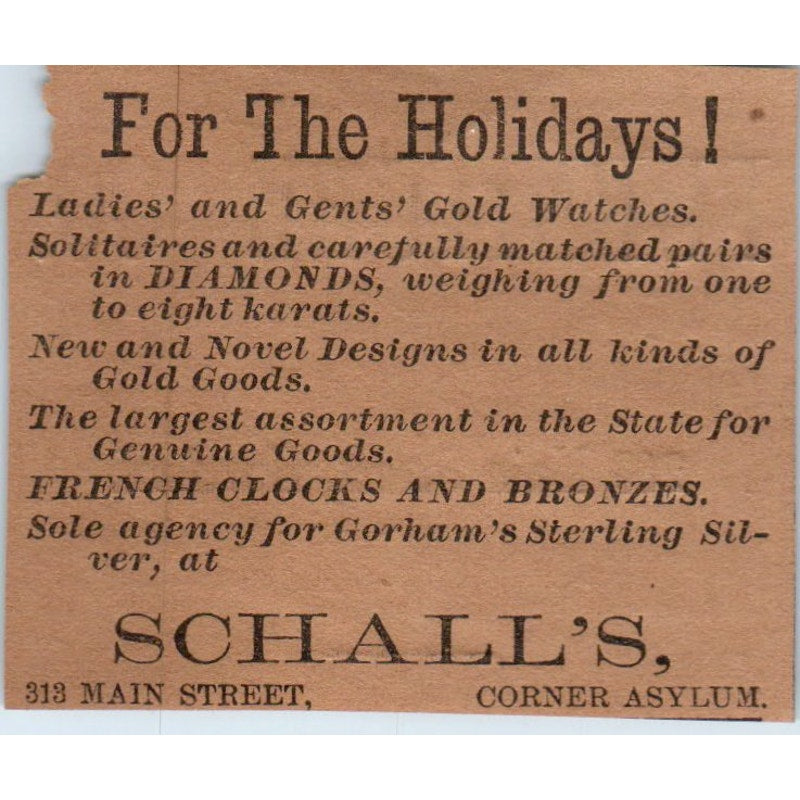 For The Holidays!
Ladies' and Gents' Gold Watches.
Solitaires and carefully matched pairs
in DIAMONDS, weighing from one
to eight karats.
New and Novel Designs in all kinds of
Gold Goods.
The largest assortment in the State for
Genuine Goods.
FRENCH CLOCKS AND BRONZES.
Sole agency for Gorham's Sterling Sil-
ver, at
SCHALL'S,
313 MAIN STREET, CORNER ASYLUM.